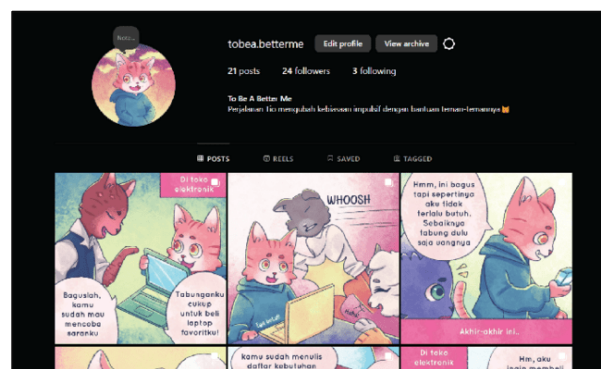 Note...
tobea.betterme
Edit profile
View archive
21 posts
24 followers
3 following
To Be A Better Me
Perjalanan Tio mengubah kebiasaan impulsif dengan bantuan teman-temannya
POSTS
REELS
SAVED
TAGGED
Di toko
elektronik
Baguslah,
kamu
sudah mau
mencoba
saranku
Tabunganku
cukup
untuk beli
laptop
favoritku!
WHOOSH
Hmm, ini bagus
tapi sepertinya
aku tidak
terlalu butuh.
Sebaiknya
tabung dulu
saja uangnya
Akhir-akhir ini..
kamu sudah menulis
daftar kebutuhan
Di toko
elektronik
Hm, aku
ingin membeli